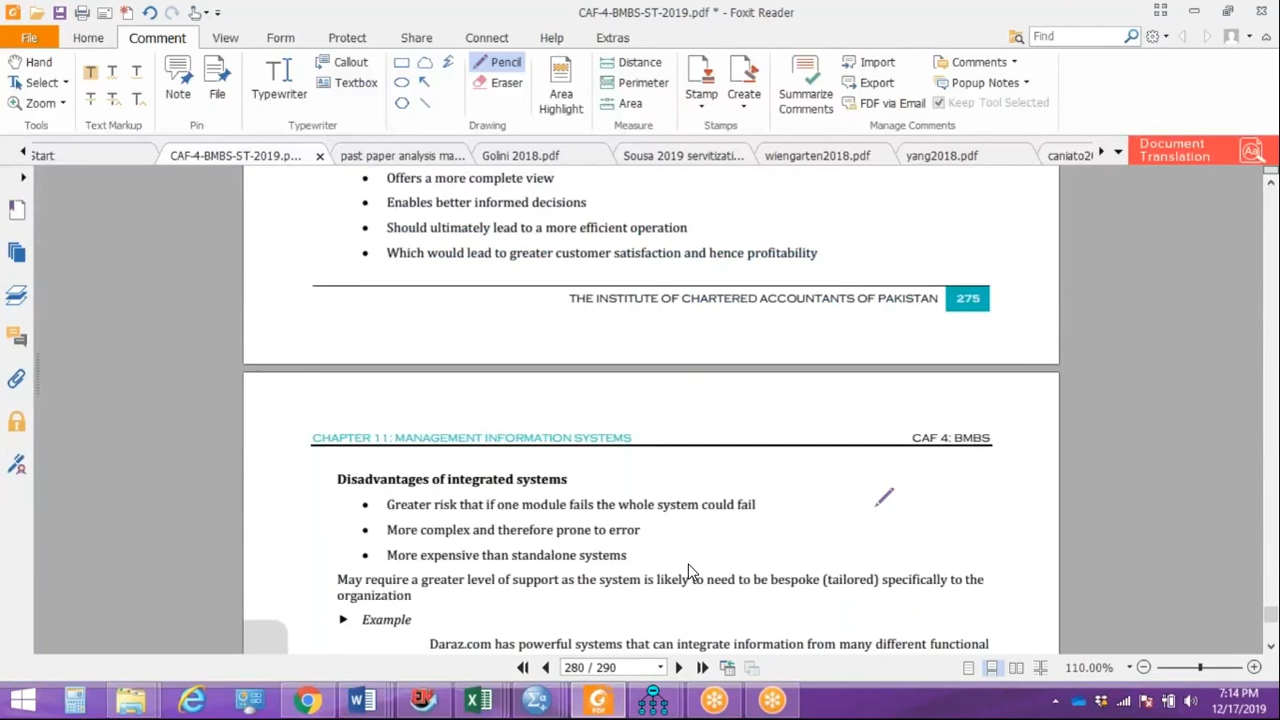 CAF-4-BMBS-ST-2019.pdf * - Foxit Reader
File Home Comment View Form Protect Share Connect Help Extras Find
Hand Select Zoom Tools
Text Markup
Note File Pin
Typewriter Callout Textbox Typewriter
Pencil Eraser Area Highlight Drawing
Distance Perimeter Area Measure
Stamp Create Stamps
Summarize Comments Import Export FDF via Email Comments Popup Notes Keep Tool Selected Manage Comments
Start CAF-4-BMBS-ST-2019.p... past paper analysis ma... Golini 2018.pdf Sousa 2019 servitizati... wiengarten2018.pdf yang2018.pdf caniato20
Document Translation
• Offers a more complete view
• Enables better informed decisions
• Should ultimately lead to a more efficient operation
• Which would lead to greater customer satisfaction and hence profitability
THE INSTITUTE OF CHARTERED ACCOUNTANTS OF PAKISTAN 275
CHAPTER 11: MANAGEMENT INFORMATION SYSTEMS CAF 4: BMBS
Disadvantages of integrated systems
• Greater risk that if one module fails the whole system could fail
• More complex and therefore prone to error
• More expensive than standalone systems
May require a greater level of support as the system is likely to need to be bespoke (tailored) specifically to the
organization
Example
Daraz.com has powerful systems that can integrate information from many different functional
280 / 290 110.00%
7:14 PM
12/17/2019